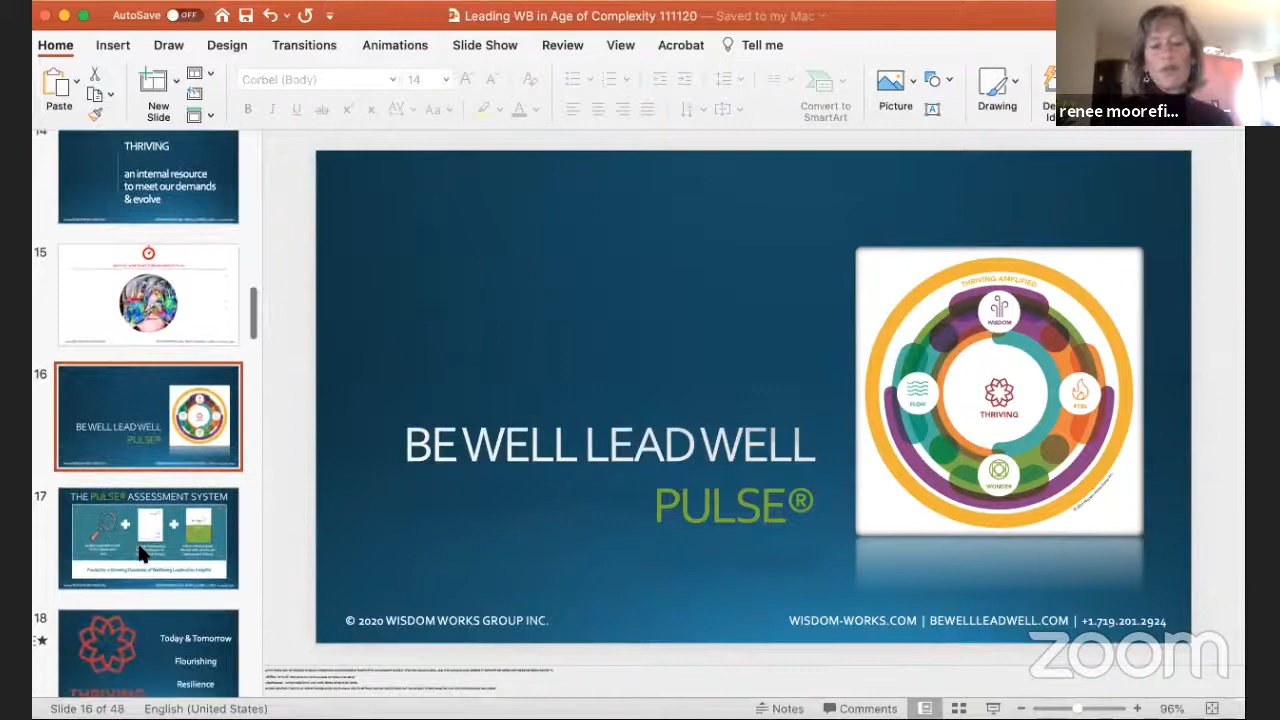 AutoSave OFF
Leading WB in Age of Complexity 111120 — Saved to my Mac
Home Insert Draw Design Transitions Animations Slide Show Review View Acrobat Tell me
Paste
New
Slide
Corbel (Body) 14
Convert to
SmartArt
Picture
Drawing
renee moorefi...
14
THRIVING
an internal resource
to meet our demands
& evolve
15
16
BE WELL LEAD WELL
PULSE®
17
THE PULSE® ASSESSMENT SYSTEM
18
Today & Tomorrow
Flourishing
Resilience
THRIVING
THRIVING AMPLIFIED
WISDOM
FLOW
FUEL
THRIVING
WONDER
BE WELL LEAD WELL
PULSE®
© 2020 WISDOM WORKS GROUP INC.
WISDOM-WORKS.COM | BEWELLLEADWELL.COM | +1.719.201.2924
zoom
Slide 16 of 48 English (United States) Notes Comments 96%